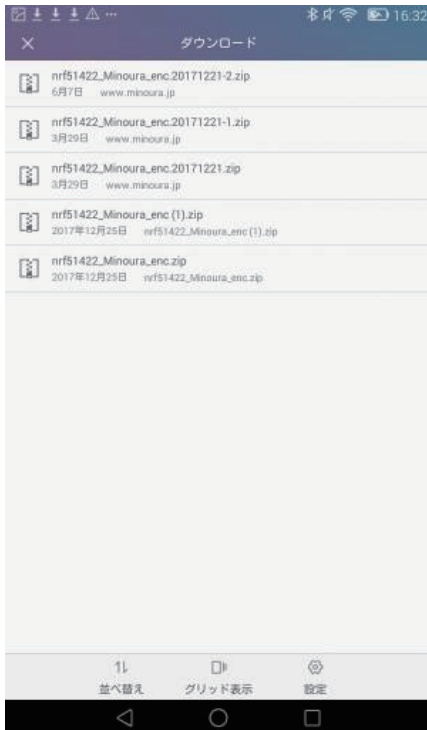 16:32
ダウンロード
nrf51422_Minoura_enc.20171221-2.zip
6月7日 www.minoura.jp
nrf51422_Minoura_enc.20171221-1.zip
3月29日 www.minoura.jp
nrf51422_Minoura_enc.20171221.zip
3月29日 www.minoura.jp
nrf51422_Minoura_enc (1).zip
2017年12月25日 nrf51422_Minoura_enc (1).zip
nrf51422_Minoura_enc.zip
2017年12月25日 nrf51422_Minoura_enc.zip
並べ替え グリッド表示 設定